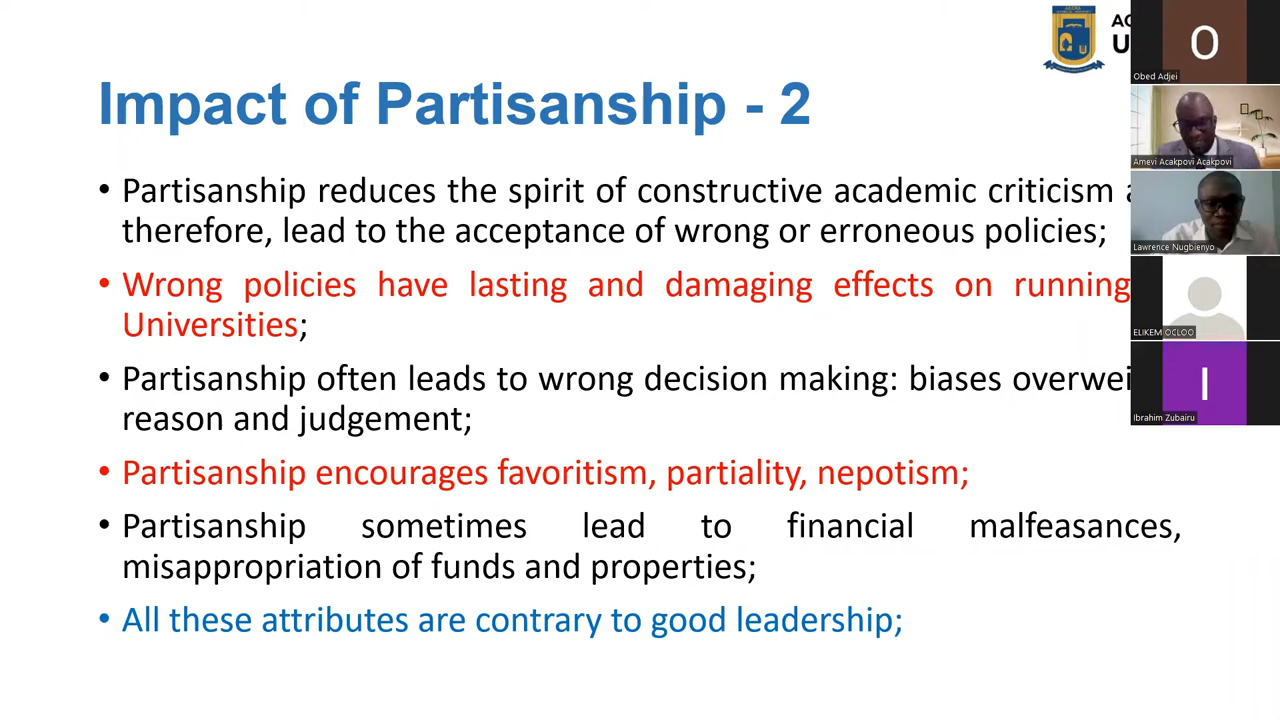 Impact of Partisanship - 2
• Partisanship reduces the spirit of constructive academic criticism
therefore, lead to the acceptance of wrong or erroneous policies;
• Wrong policies have lasting and damaging effects on running
Universities;
• Partisanship often leads to wrong decision making: biases
reason and judgement;
• Partisanship encourages favoritism, partiality, nepotism;
• Partisanship sometimes lead to financial malfeasances,
misappropriation of funds and properties;
• All these attributes are contrary to good leadership;
O
Obed Adjei
Amevi Acakpovi Acakpovi
Lawrence Nugbienyo
ELIKEM OCLOO
I
Ibrahim Zubairu